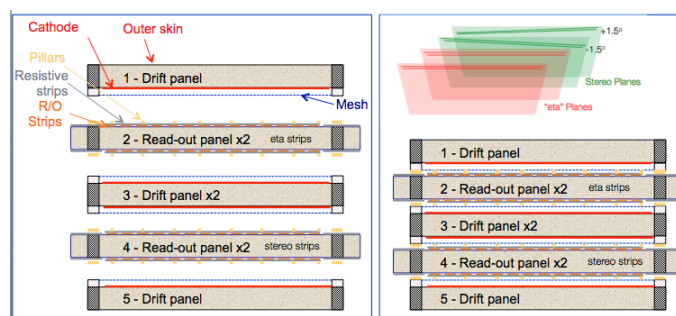 Cathode
Outer skin
Pillars
Resistive
strips
R/O
Strips
1 - Drift panel
Mesh
2 - Read-out panel x2 eta strips
3 - Drift panel x2
4 - Read-out panel x2 stereo strips
5 - Drift panel
+1.5°
-1.5°
Stereo Planes
"eta" Planes
1 - Drift panel
2 - Read-out panel x2 eta strips
3 - Drift panel x2
4 - Read-out panel x2 stereo strips
5 - Drift panel